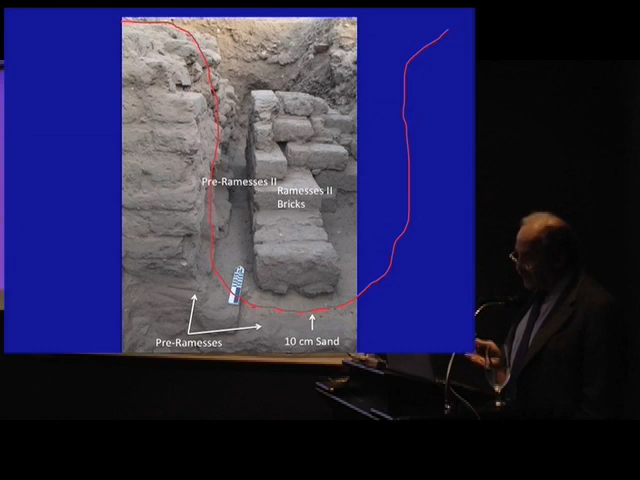 Pre-Ramesses II
Ramesses II
Bricks
Pre-Ramesses
10 cm Sand